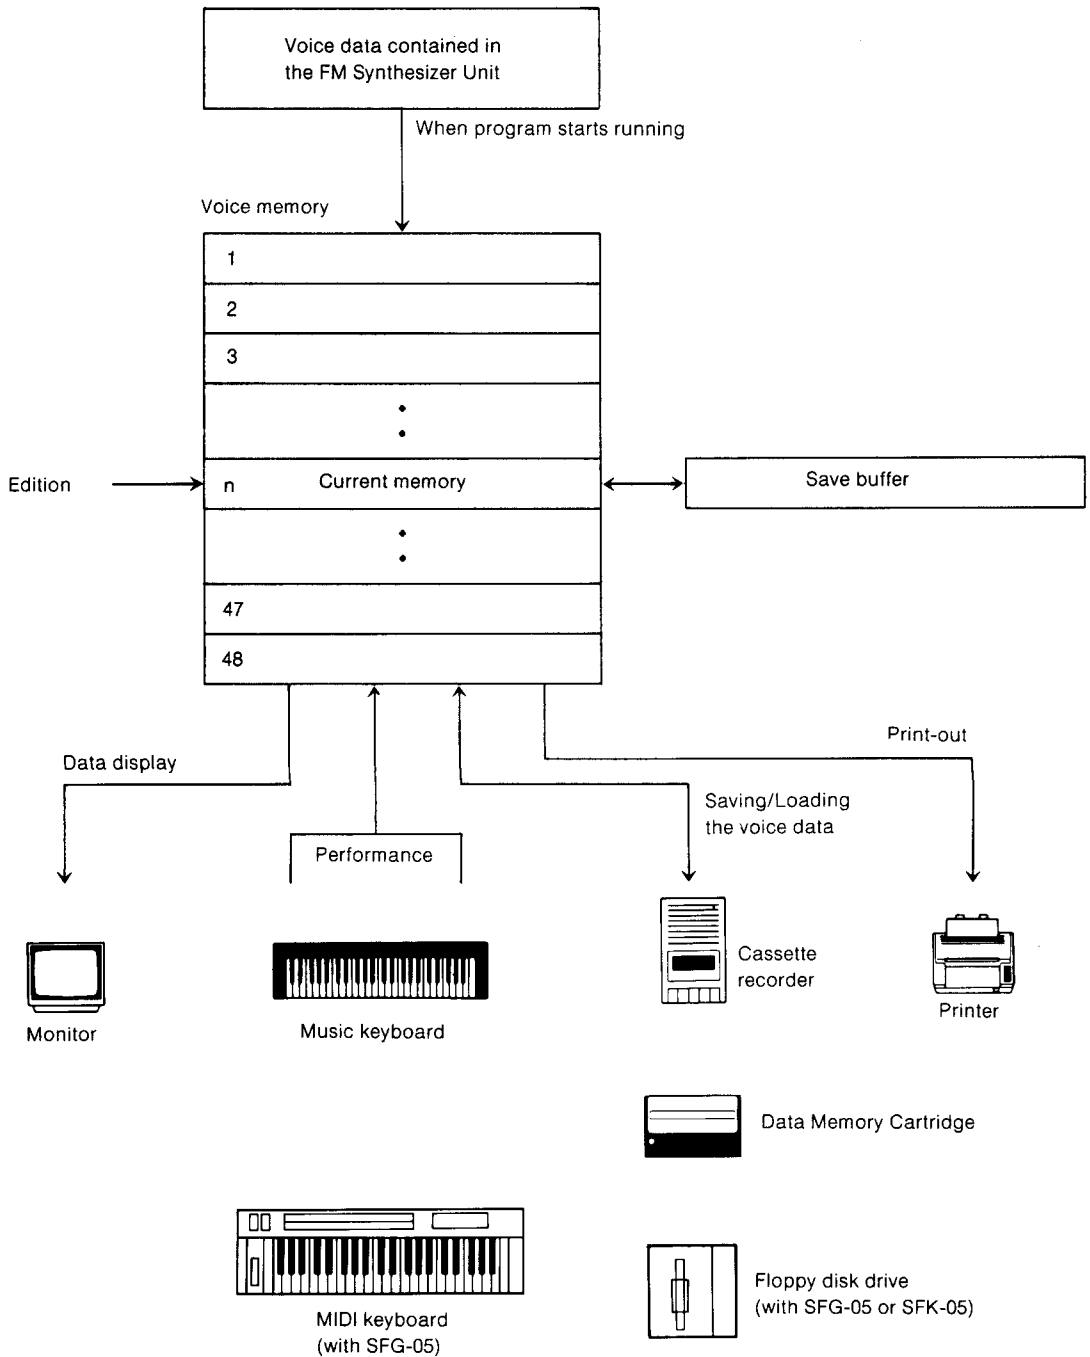 Voice data contained in
the FM Synthesizer Unit
When program starts running
Voice memory
1
2
3
Edition
n
Current memory
Save buffer
47
48
Print-out
Data display
Saving/Loading
the voice data
Performance
Cassette
recorder
Monitor
Music keyboard
Printer
Data Memory Cartridge
Floppy disk drive
(with SFG-05 or SFK-05)
MIDI keyboard
(with SFG-05)